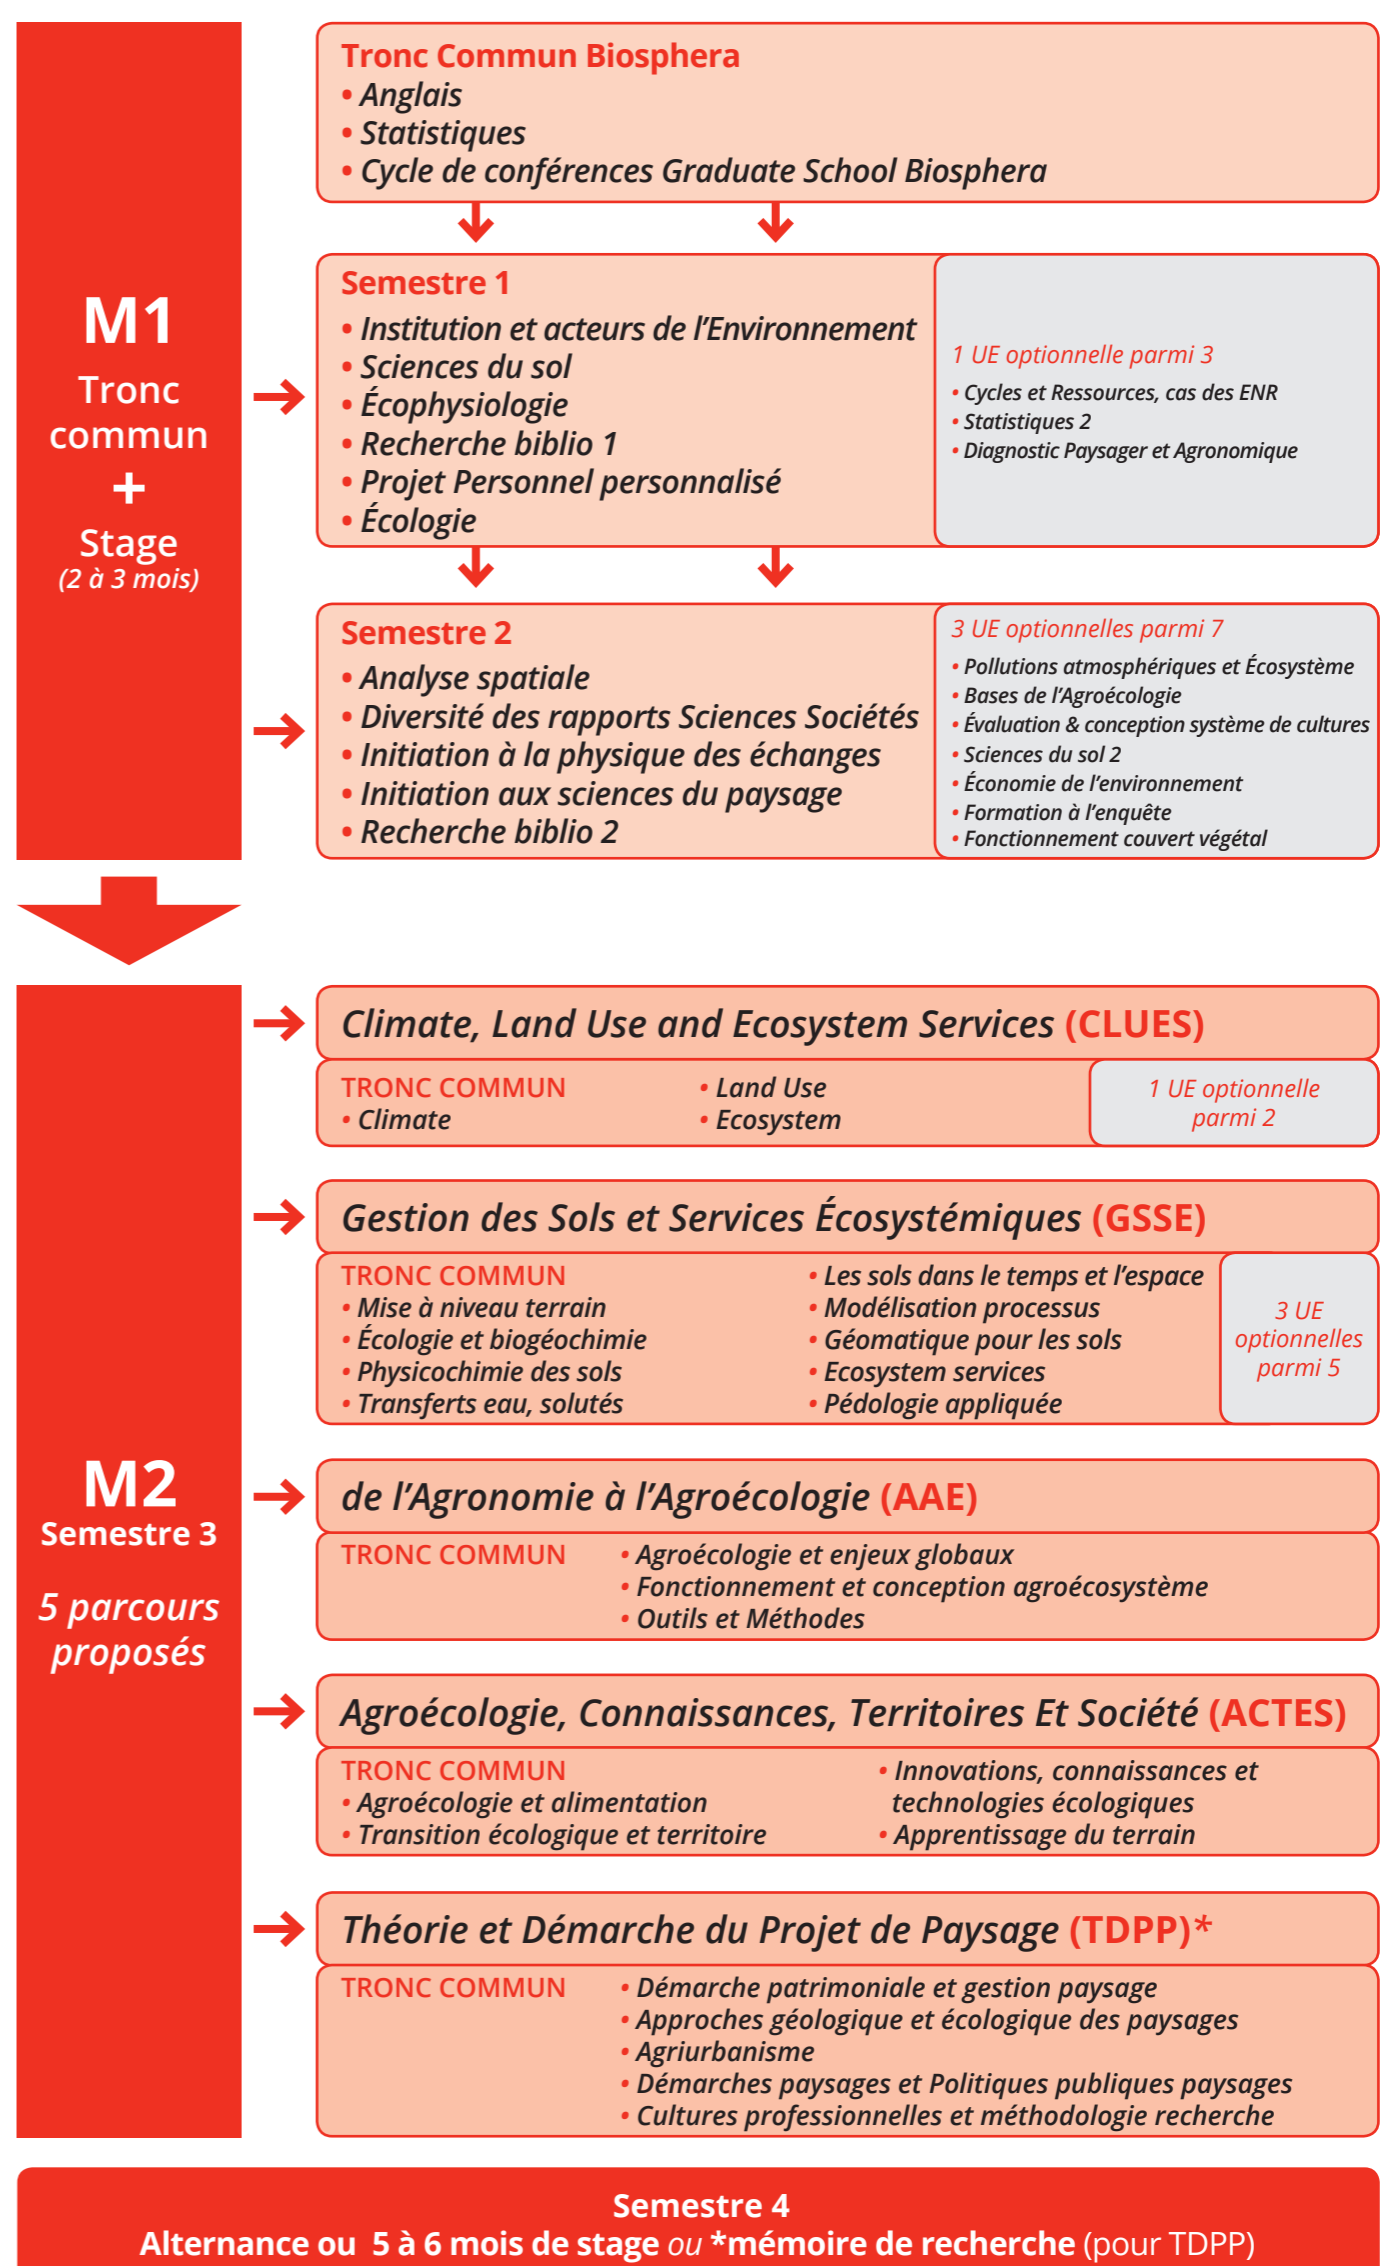 M1
Tronc
commun
+
Stage
(2 à 3 mois)
Tronc Commun Biosphera
• Anglais
• Statistiques
• Cycle de conférences Graduate School Biosphera
Semestre 1
• Institution et acteurs de l’Environnement
• Sciences du sol
• Écophysiologie
• Recherche biblio 1
• Projet Personnel personnalisé
• Écologie
1 UE optionnelle parmi 3
• Cycles et Ressources, cas des ENR
• Statistiques 2
• Diagnostic Paysager et Agronomique
Semestre 2
• Analyse spatiale
• Diversité des rapports Sciences Sociétés
• Initiation à la physique des échanges
• Initiation aux sciences du paysage
• Recherche biblio 2
3 UE optionnelles parmi 7
• Pollutions atmosphériques et Écosystème
• Bases de l’Agroécologie
• Évaluation & conception système de cultures
• Sciences du sol 2
• Économie de l’environnement
• Formation à l’enquête
• Fonctionnement couvert végétal
M2
Semestre 3
5 parcours
proposés
Climate, Land Use and Ecosystem Services (CLUES)
TRONC COMMUN
• Climate
• Land Use
• Ecosystem
1 UE optionnelle
parmi 2
Gestion des Sols et Services Écosystémiques (GSSE)
TRONC COMMUN
• Mise à niveau terrain
• Écologie et biogéochimie
• Physicochimie des sols
• Transferts eau, solutés
• Les sols dans le temps et l’espace
• Modélisation processus
• Géomatique pour les sols
• Ecosystem services
• Pédologie appliquée
3 UE
optionnelles
parmi 5
de l’Agronomie à l’Agroécologie (AAE)
TRONC COMMUN
• Agroécologie et enjeux globaux
• Fonctionnement et conception agroécosystème
• Outils et Méthodes
Agroécologie, Connaissances, Territoires Et Société (ACTES)
TRONC COMMUN
• Agroécologie et alimentation
• Transition écologique et territoire
• Innovations, connaissances et
technologies écologiques
• Apprentissage du terrain
Théorie et Démarche du Projet de Paysage (TDPP)*
TRONC COMMUN
• Démarche patrimoniale et gestion paysage
• Approches géologique et écologique des paysages
• Agriurbanisme
• Démarches paysages et Politiques publiques paysages
• Cultures professionnelles et méthodologie recherche
Semestre 4
Alternance ou 5 à 6 mois de stage ou *mémoire de recherche (pour TDPP)